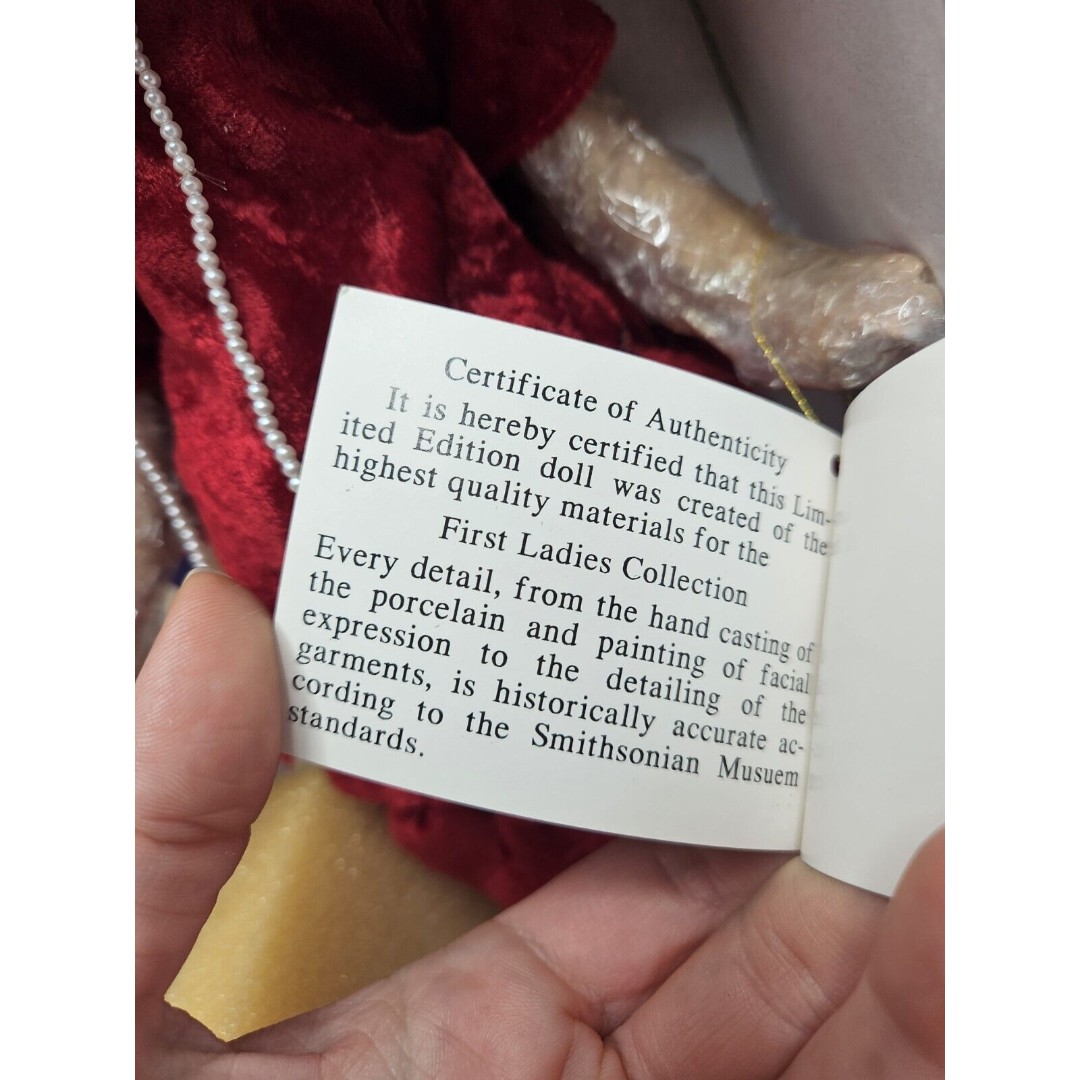 Certificate of Authenticity
It is hereby certified that this Lim-
ited Edition doll was created of the
highest quality materials for the
First Ladies Collection
Every detail, from the hand casting of
the porcelain and painting of facial
expression to the detailing of the
garments, is historically accurate ac-
cording to the Smithsonian Musuem
standards.